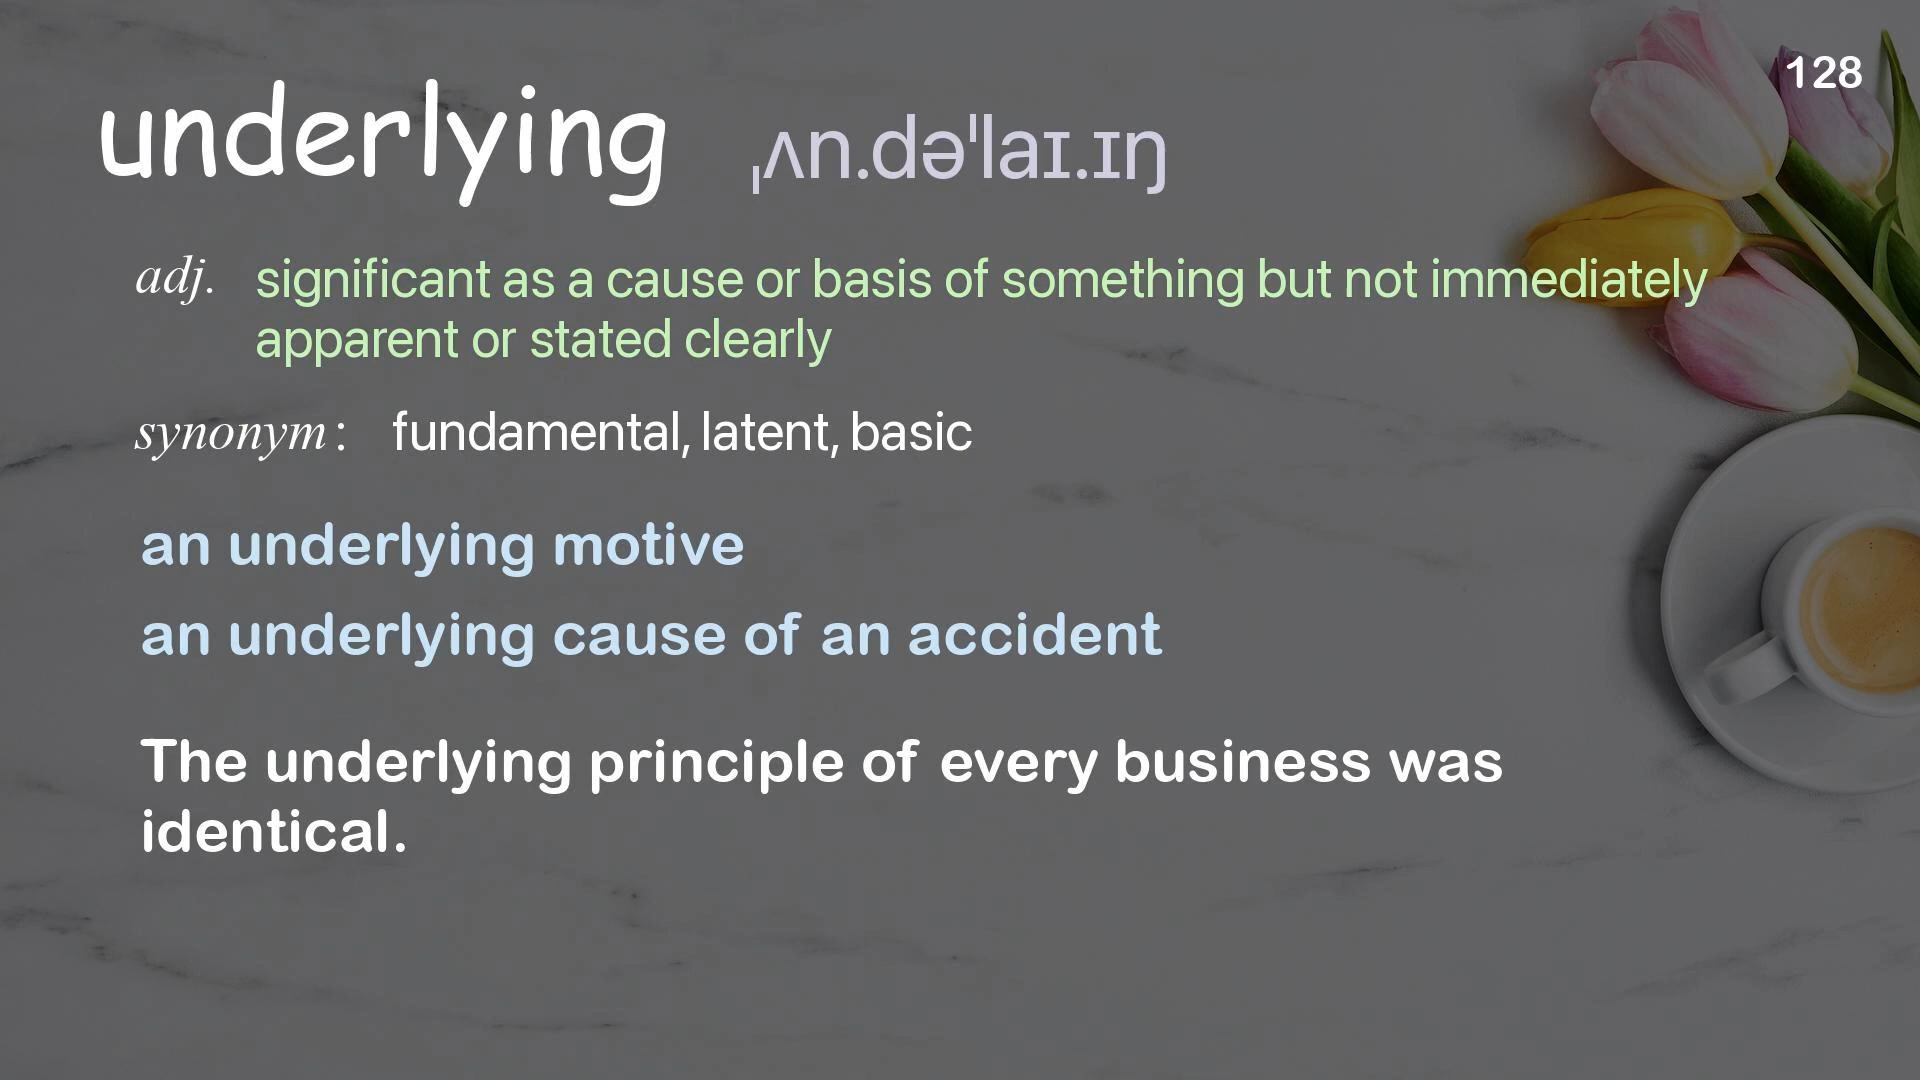 128
underlying ˌʌn.dəˈlaɪ.ɪŋ
adj. significant as a cause or basis of something but not immediately
apparent or stated clearly
synonym: fundamental, latent, basic
an underlying motive
an underlying cause of an accident
The underlying principle of every business was
identical.